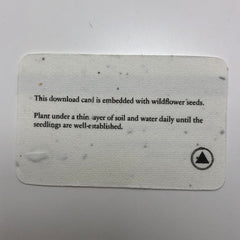 This download card is embedded with wildflower seeds.
Plant under a thin layer of soil and water daily until the
seedlings are well-established.